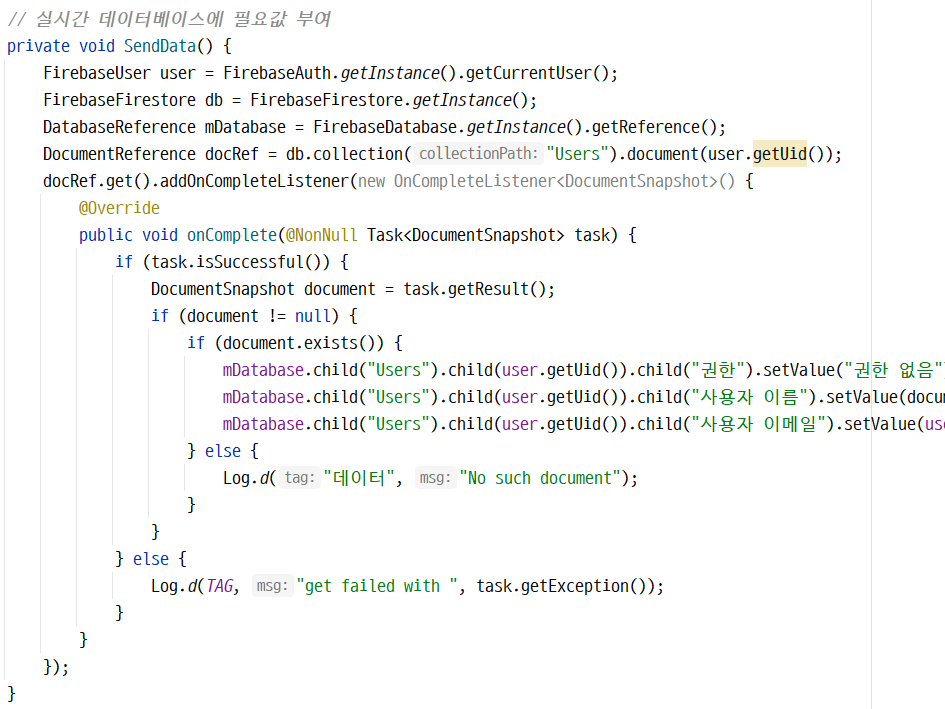 // 실시간 데이터베이스에 필요값 부여
private void SendData() {
FirebaseUser user = FirebaseAuth.getInstance().getCurrentUser();
FirebaseFirestore db = FirebaseFirestore.getInstance();
DatabaseReference mDatabase = FirebaseDatabase.getInstance().getReference();
DocumentReference docRef = db.collection( collectionPath: "Users").document(user.getUid());
docRef.get().addOnCompleteListener(new OnCompleteListener<DocumentSnapshot>() {
@Override
public void onComplete(@NonNull Task<DocumentSnapshot> task) {
if (task.isSuccessful()) {
DocumentSnapshot document = task.getResult();
if (document != null) {
if (document.exists()) {
mDatabase.child("Users").child(user.getUid()).child("권한").setValue("권한 없음")
mDatabase.child("Users").child(user.getUid()).child("사용자 이름").setValue(docum
mDatabase.child("Users").child(user.getUid()).child("사용자 이메일").setValue(use
} else {
Log.d( tag: "데이터", msg: "No such document");
}
}
} else {
Log.d(TAG, msg: "get failed with ", task.getException());
}
}
});
}